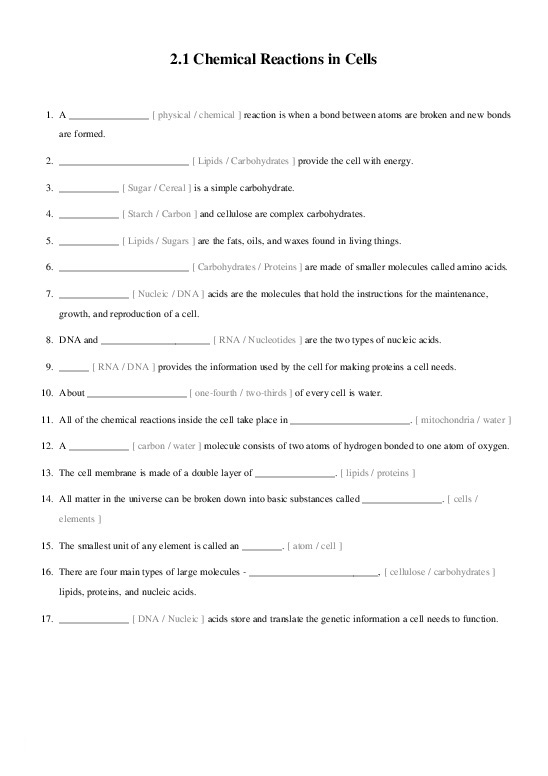 2.1 Chemical Reactions in Cells
1. A ________________ [ physical / chemical ] reaction is when a bond between atoms are broken and new bonds
are formed.
2. __________________________ [ Lipids / Carbohydrates ] provide the cell with energy.
3. ____________ [ Sugar / Cereal ] is a simple carbohydrate.
4. ____________ [ Starch / Carbon ] and cellulose are complex carbohydrates.
5. ____________ [ Lipids / Sugars ] are the fats, oils, and waxes found in living things.
6. __________________________ [ Carbohydrates / Proteins ] are made of smaller molecules called amino acids.
7. ______________ [ Nucleic / DNA ] acids are the molecules that hold the instructions for the maintenance,
growth, and reproduction of a cell.
8. DNA and ______________________ [ RNA / Nucleotides ] are the two types of nucleic acids.
9. ______ [ RNA / DNA ] provides the information used by the cell for making proteins a cell needs.
10. About ____________________ [ one-fourth / two-thirds ] of every cell is water.
11. All of the chemical reactions inside the cell take place in ________________________. [ mitochondria / water ]
12. A ____________ [ carbon / water ] molecule consists of two atoms of hydrogen bonded to one atom of oxygen.
13. The cell membrane is made of a double layer of ________________. [ lipids / proteins ]
14. All matter in the universe can be broken down into basic substances called ________________. [ cells /
elements ]
15. The smallest unit of any element is called an ________. [ atom / cell ]
16. There are four main types of large molecules - __________________________, [ cellulose / carbohydrates ]
lipids, proteins, and nucleic acids.
17. ______________ [ DNA / Nucleic ] acids store and translate the genetic information a cell needs to function.